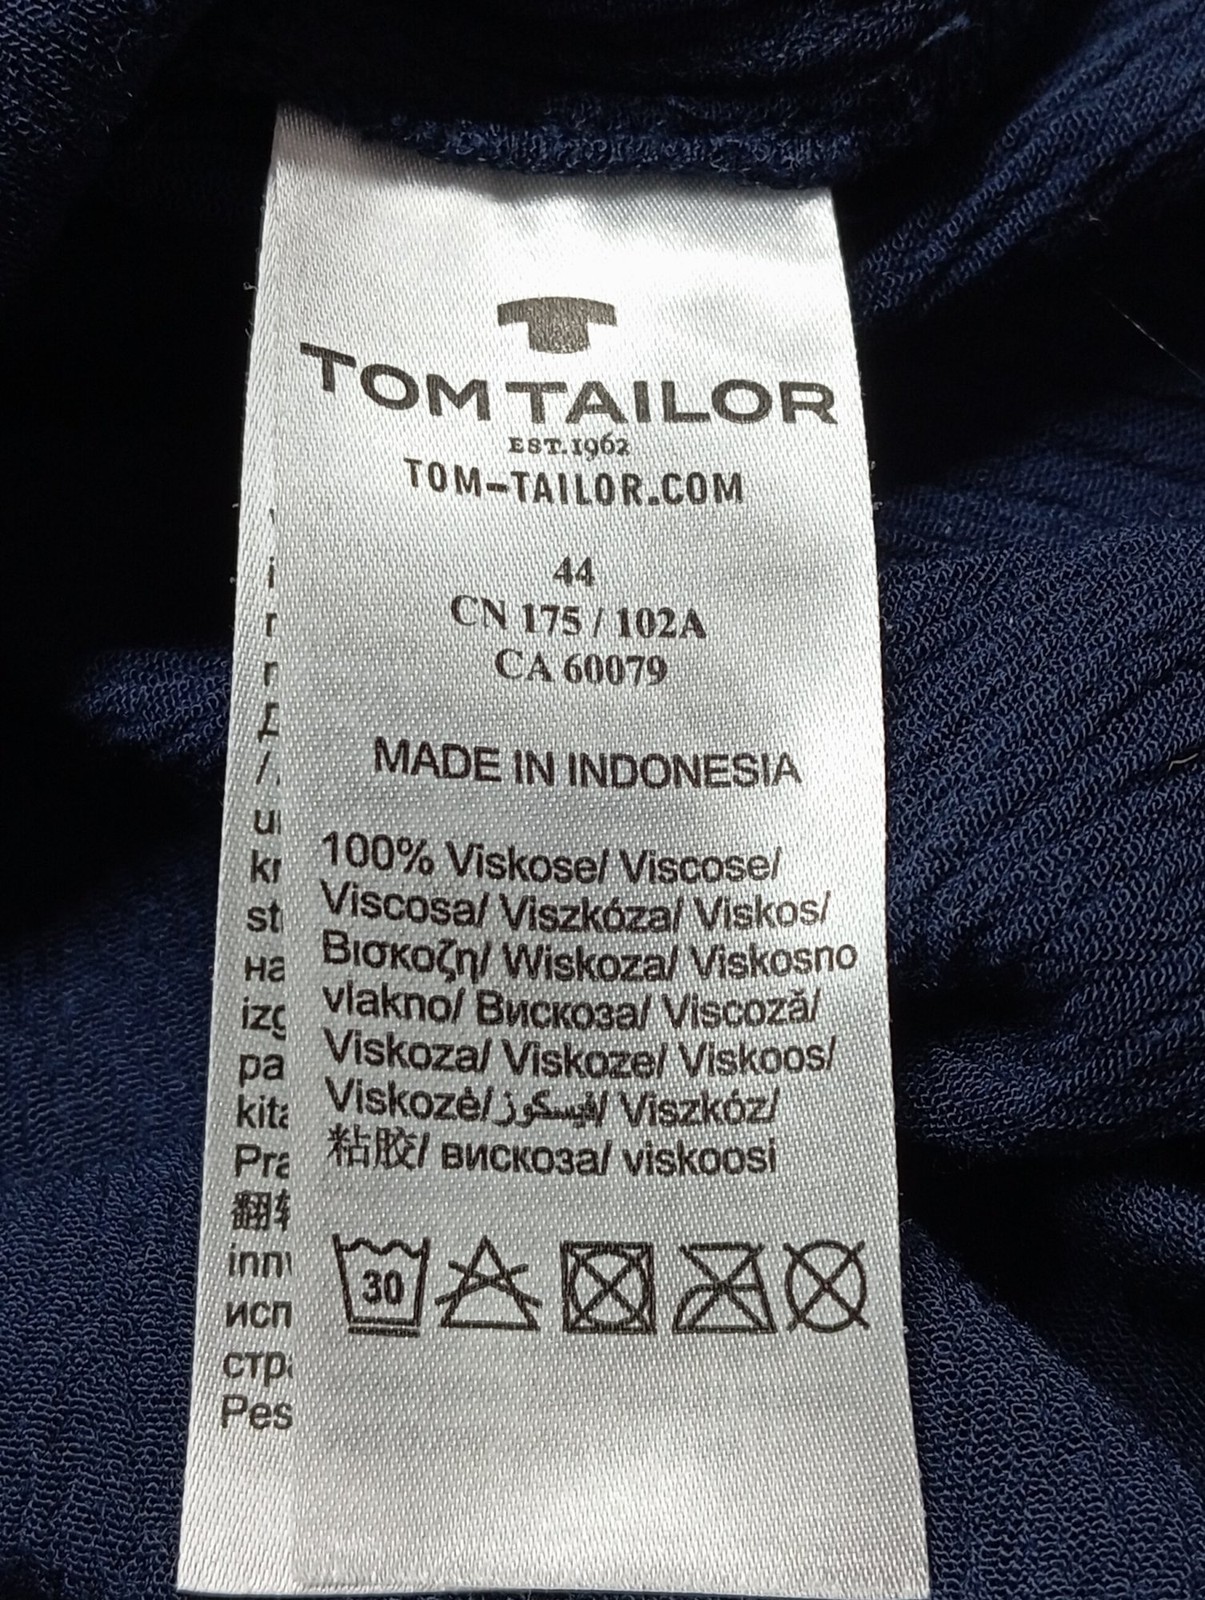 TOM TAILOR
EST. 1962
TOM-TAILOR.COM
44
CN 175 / 102A
CA 60079
MADE IN INDONESIA
100% Viskose/ Viscose/
Viscosa/ Viszkóza/ Viskos/
Βισκοζη/ Wiskoza/ Viskosno
vlakno/ Вискоза/ Viscoză/
Viskoza/ Viskoze/ Viskoos/
Viskozė/ فيسكوز/ Viszkóz/
粘胶/ вискоза/ viskoosi
30